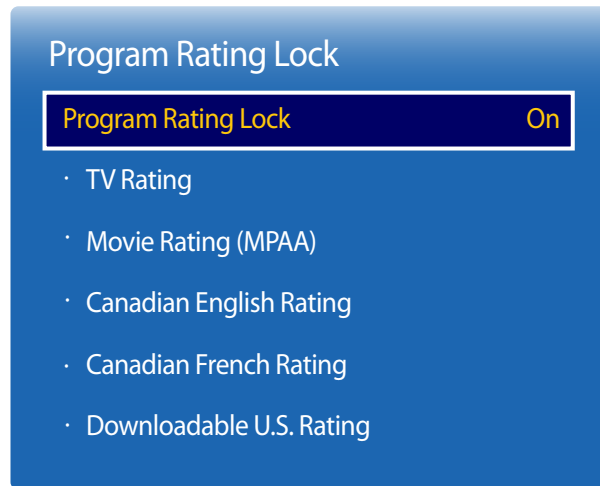 Program Rating Lock
Program Rating Lock On
· TV Rating
· Movie Rating (MPAA)
· Canadian English Rating
· Canadian French Rating
· Downloadable U.S. Rating